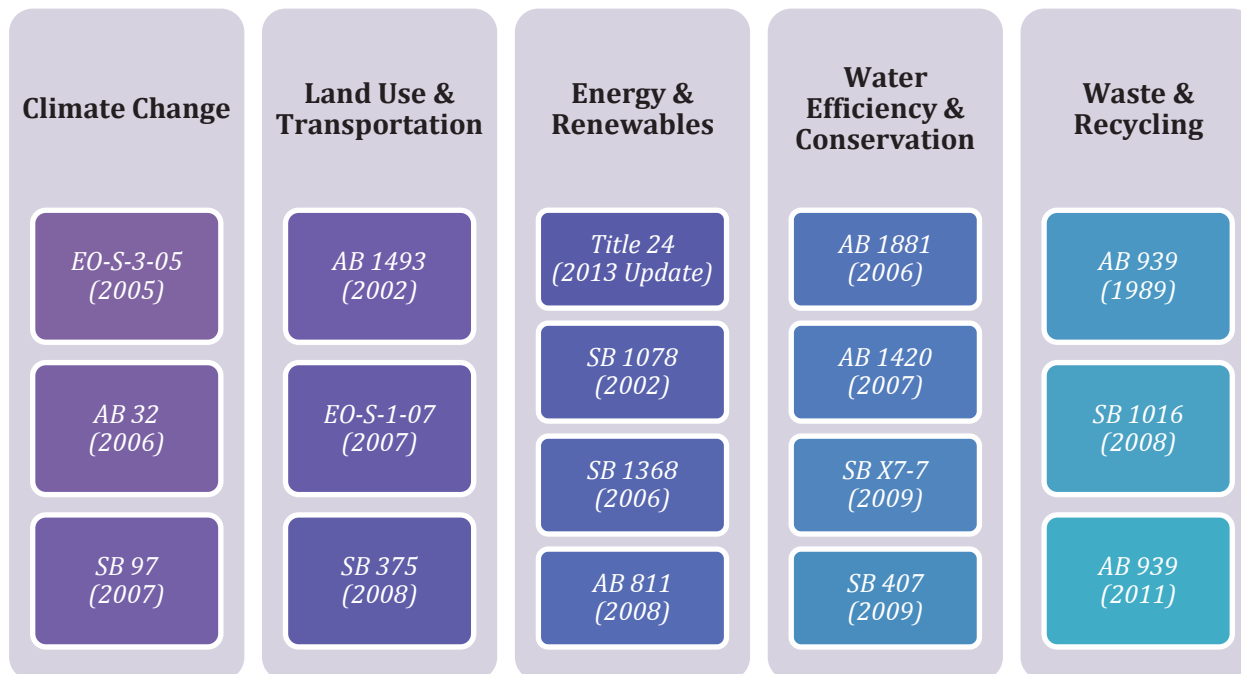 Climate Change
EO-S-3-05
(2005)
AB 32
(2006)
SB 97
(2007)
Land Use &
Transportation
AB 1493
(2002)
EO-S-1-07
(2007)
SB 375
(2008)
Energy &
Renewables
Title 24
(2013 Update)
SB 1078
(2002)
SB 1368
(2006)
AB 811
(2008)
Water
Efficiency &
Conservation
AB 1881
(2006)
AB 1420
(2007)
SB X7-7
(2009)
SB 407
(2009)
Waste &
Recycling
AB 939
(1989)
SB 1016
(2008)
AB 939
(2011)